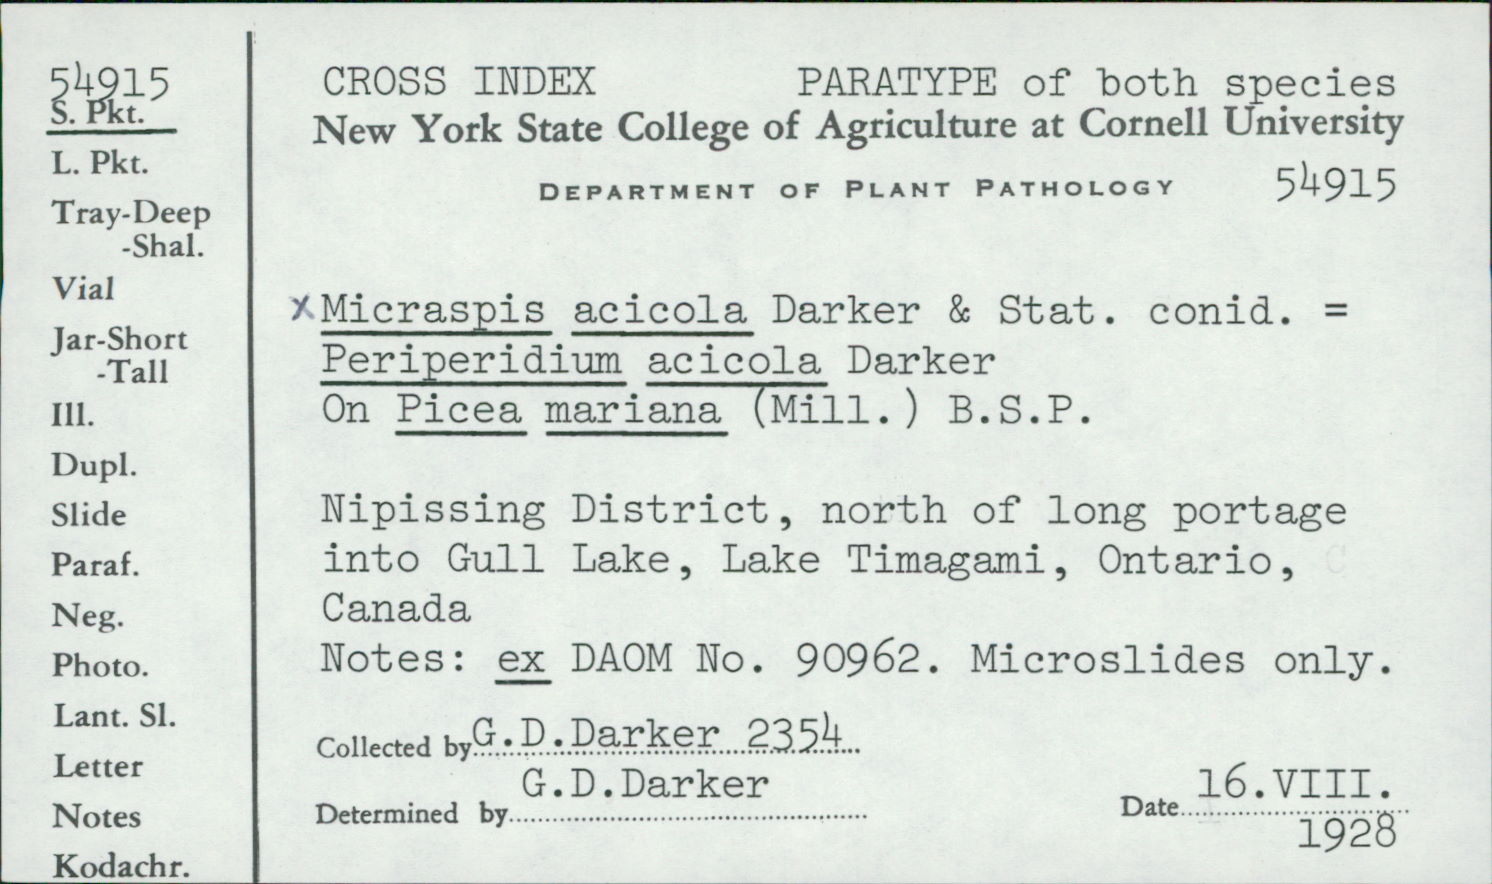 54915
S. Pkt.
L. Pkt.
Tray-Deep
-Shal.
Vial
Jar-Short
-Tall
Ill.
Dupl.
Slide
Paraf.
Neg.
Photo.
Lant. Sl.
Letter
Notes
Kodachr.
CROSS INDEX PARATYPE of both species
New York State College of Agriculture at Cornell University
DEPARTMENT OF PLANT PATHOLOGY 54915
x Micraspis acicola Darker & Stat. conid. =
Periperidium acicola Darker
On Picea mariana (Mill.) B.S.P.
Nipissing District, north of long portage
into Gull Lake, Lake Timagami, Ontario,
Canada
Notes: ex DAOM No. 90962. Microslides only.
Collected by G.D.Darker 2354
Determined by G.D.Darker
Date 16.VIII.
1928